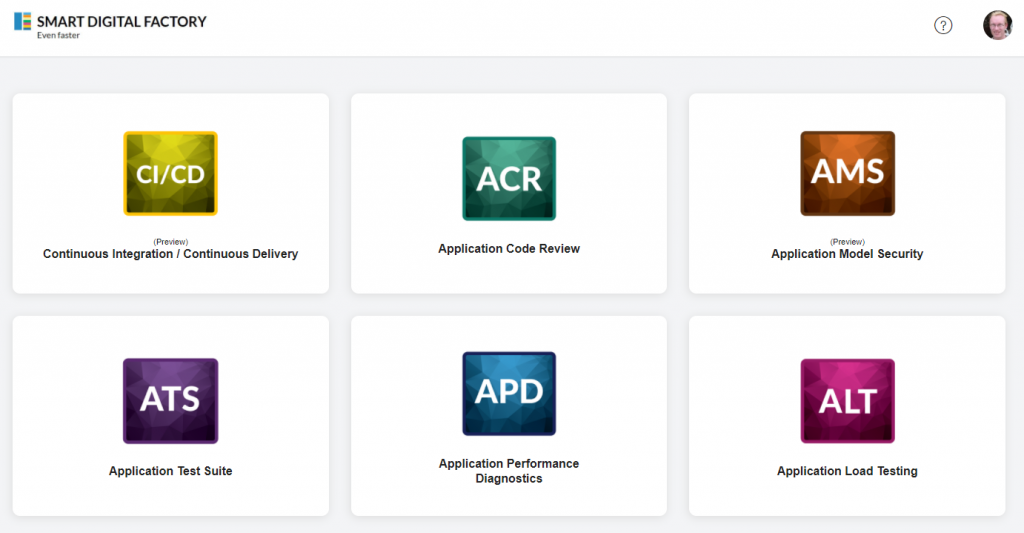 SMART DIGITAL FACTORY
Even faster
?
CI/CD
(Preview)
Continuous Integration / Continuous Delivery
ACR
Application Code Review
AMS
(Preview)
Application Model Security
ATS
Application Test Suite
APD
Application Performance
Diagnostics
ALT
Application Load Testing